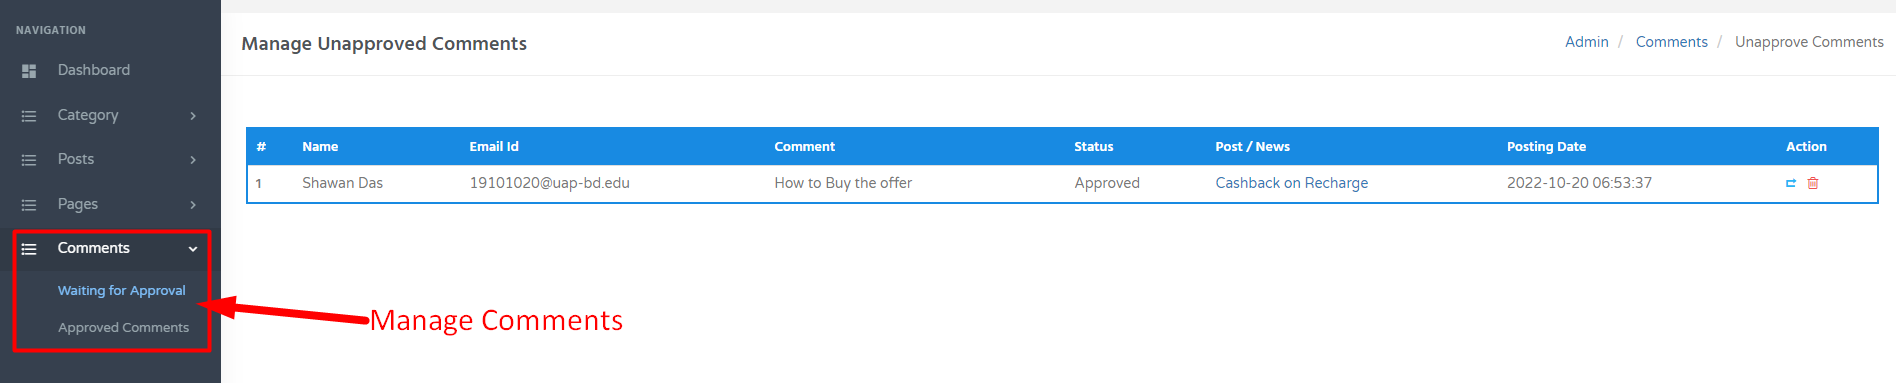 NAVIGATION
Dashboard
Category
Posts
Pages
Comments
Waiting for Approval
Approved Comments
Manage Unapproved Comments
Admin / Comments / Unapprove Comments
# Name Email Id Comment Status Post / News Posting Date Action
1 Shawan Das 19101020@uap-bd.edu How to Buy the offer Approved Cashback on Recharge 2022-10-20 06:53:37
Manage Comments